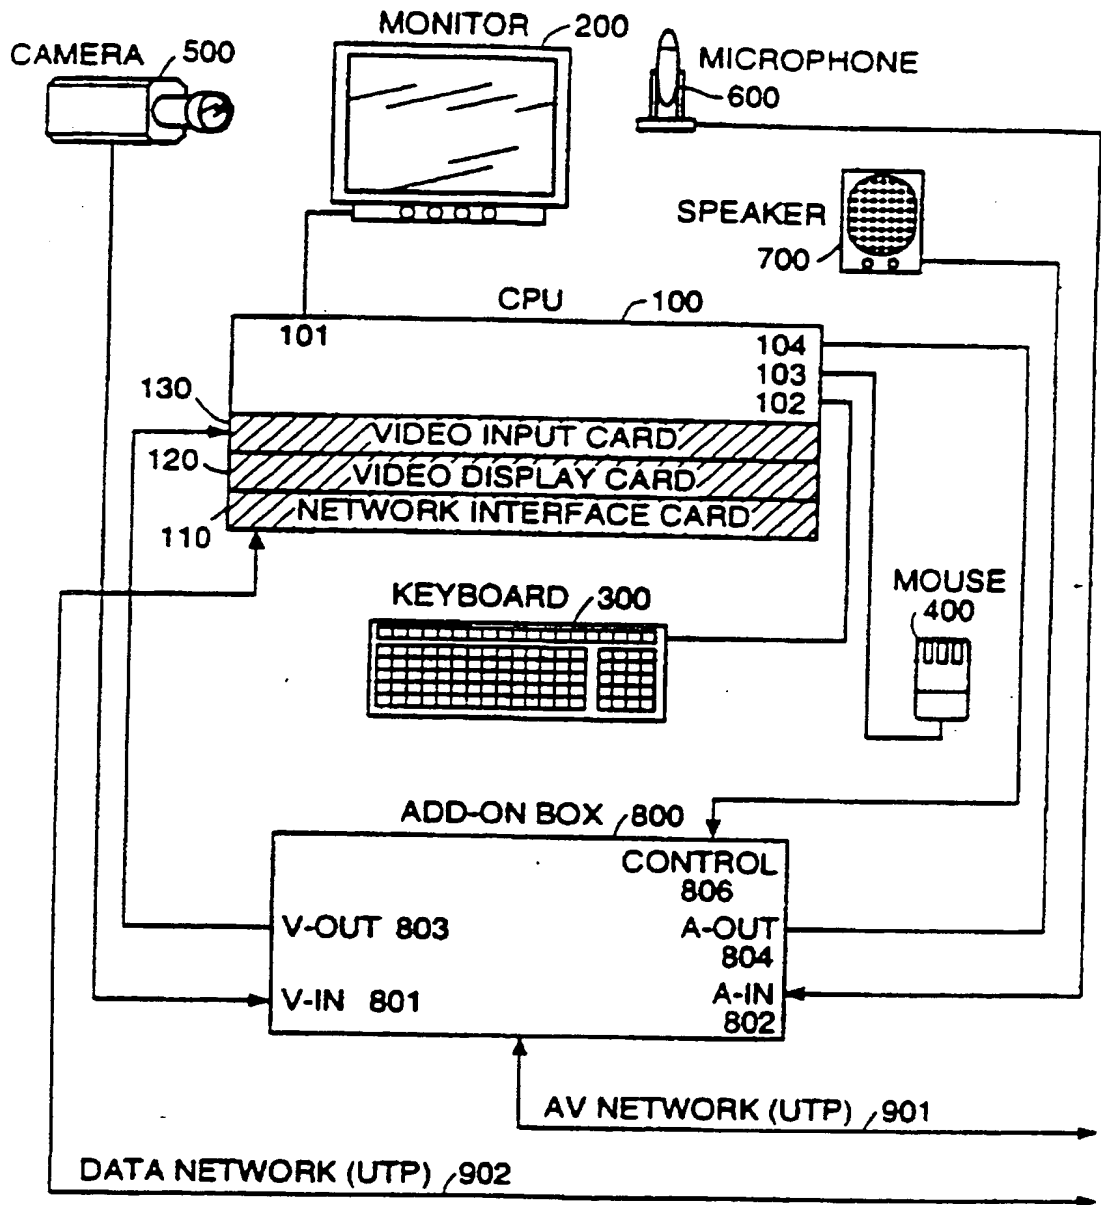 CAMERA 500
MONITOR 200
MICROPHONE
600
SPEAKER
700
CPU 100
101
104
103
102
130
VIDEO INPUT CARD
120
VIDEO DISPLAY CARD
NETWORK INTERFACE CARD
110
KEYBOARD 300
MOUSE
400
ADD-ON BOX 800
CONTROL
806
V-OUT 803
A-OUT
804
V-IN 801
A-IN
802
AV NETWORK (UTP) 901
DATA NETWORK (UTP) 902